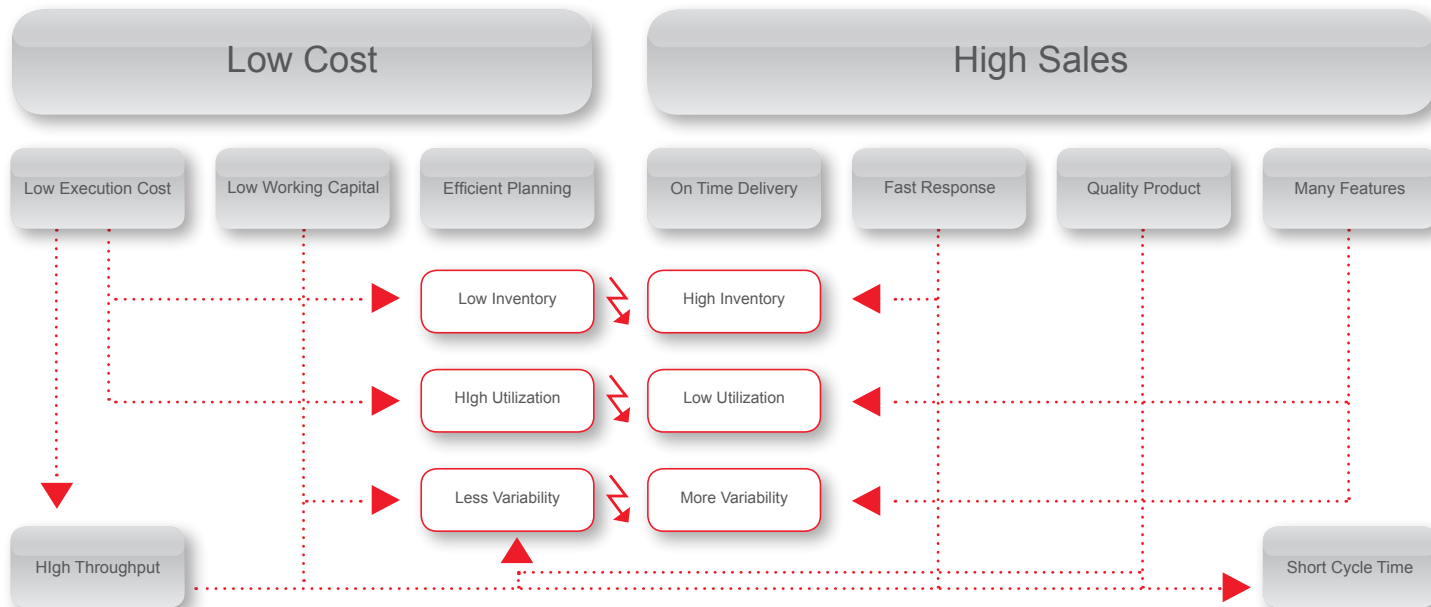 Low Cost
High Sales
Low Execution Cost
Low Working Capital
Efficient Planning
On Time Delivery
Fast Response
Quality Product
Many Features
Low Inventory
High Inventory
HIgh Utilization
Low Utilization
Less Variability
More Variability
HIgh Throughput
Short Cycle Time